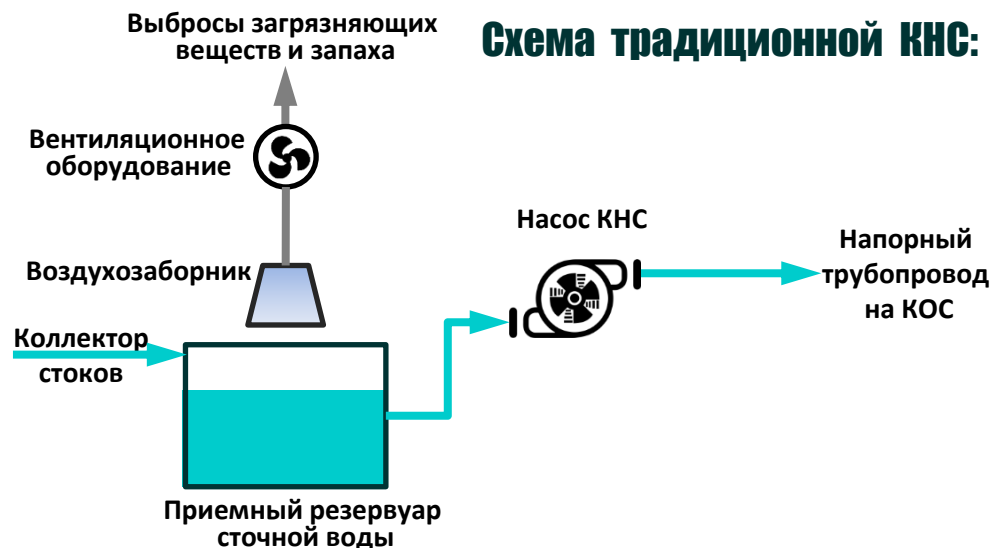 Выбросы загрязняющих
веществ и запаха
Схема традиционной КНС:
Вентиляционное
оборудование
Насос КНС
Напорный
трубопровод
на КОС
Воздухозаборник
Коллектор
стоков
Приемный резервуар
сточной воды